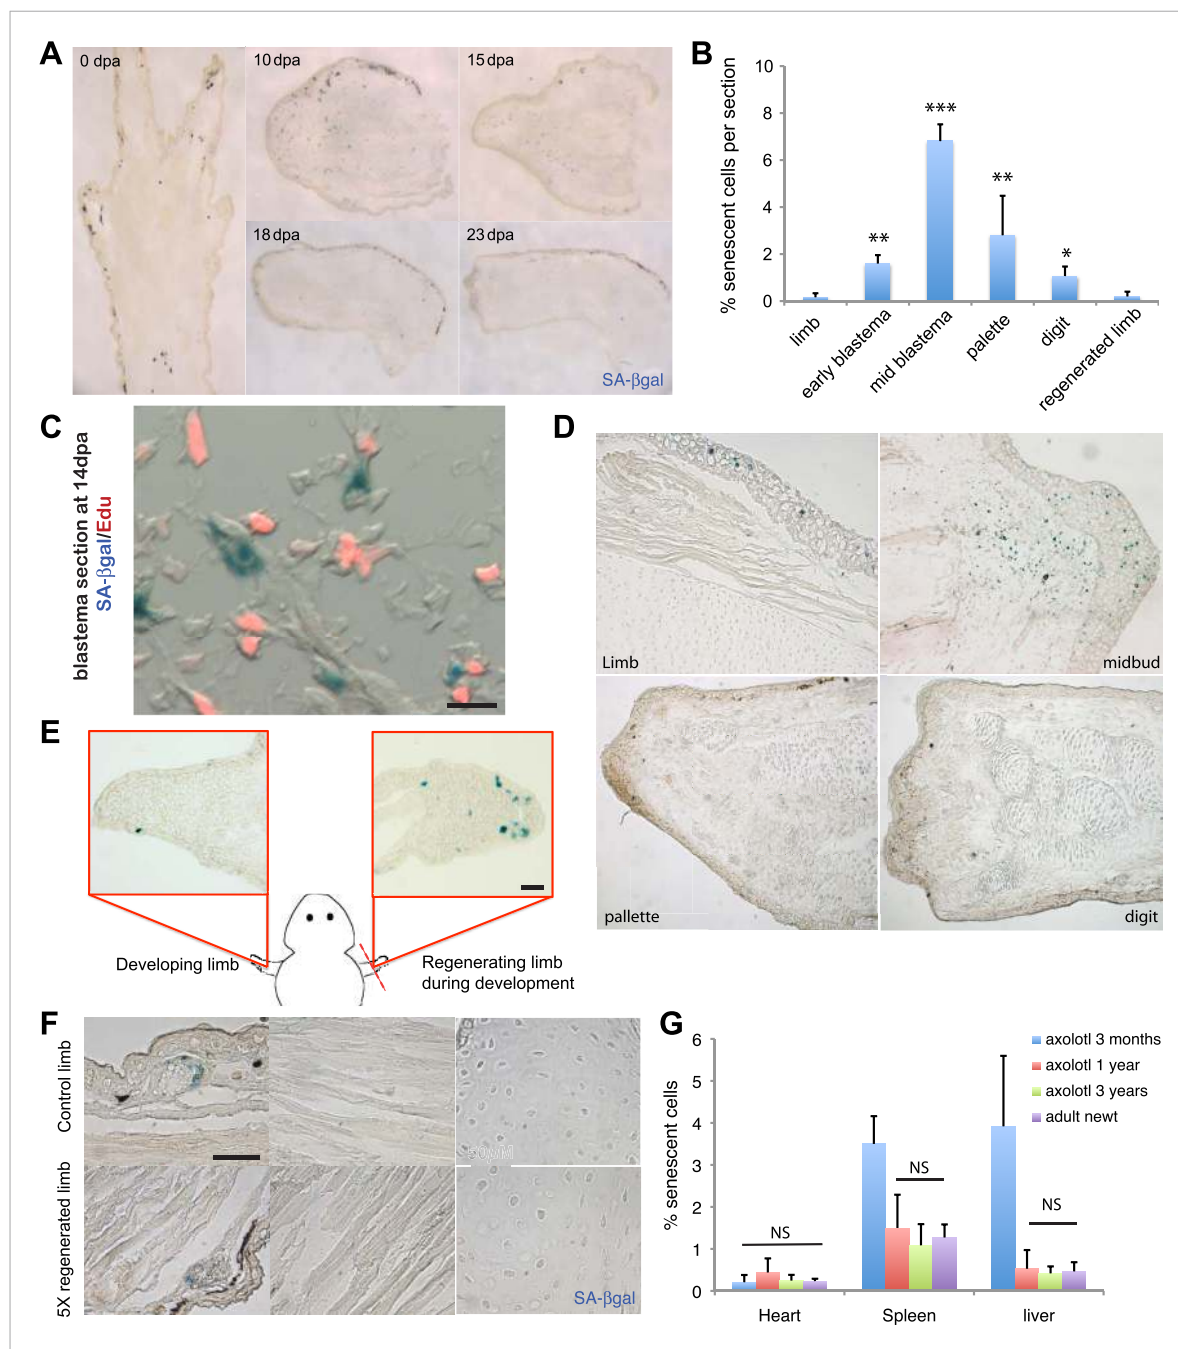 A
0 dpa
10 dpa
15 dpa
18 dpa
23 dpa
SA-βgal
B
% senescent cells per section
10
8
6
4
2
0
**
***
**
*
limb
early blastema
mid blastema
palette
digit
regenerated limb
C
blastema section at 14dpa
SA-βgal/Edu
D
Limb
midbud
pallette
digit
E
Developing limb
Regenerating limb
during development
F
Control limb
5X regenerated limb
50µM
SA-βgal
G
% senescent cells
6
5
4
3
2
1
0
axolotl 3 months
axolotl 1 year
axolotl 3 years
adult newt
NS
NS
NS
Heart
Spleen
liver